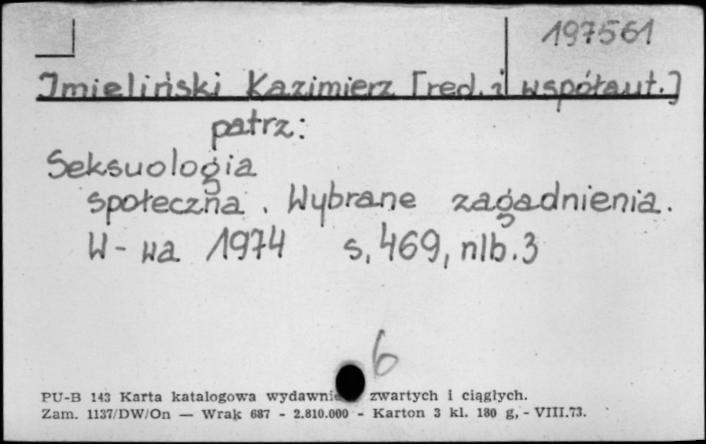 197561
Imieliński Kazimierz [red. i współaut.]
patrz:
Seksuologia
społeczna. Wybrane zagadnienia.
W-wa 1974 s, 469, nlb. 3
6
PU-B 143 Karta katalogowa zwartych i ciągłych.
Zam. 1137/DW/On — Wrak 687 - 2.810.000 - Karton 3 kl. 180 g, - VIII.73.